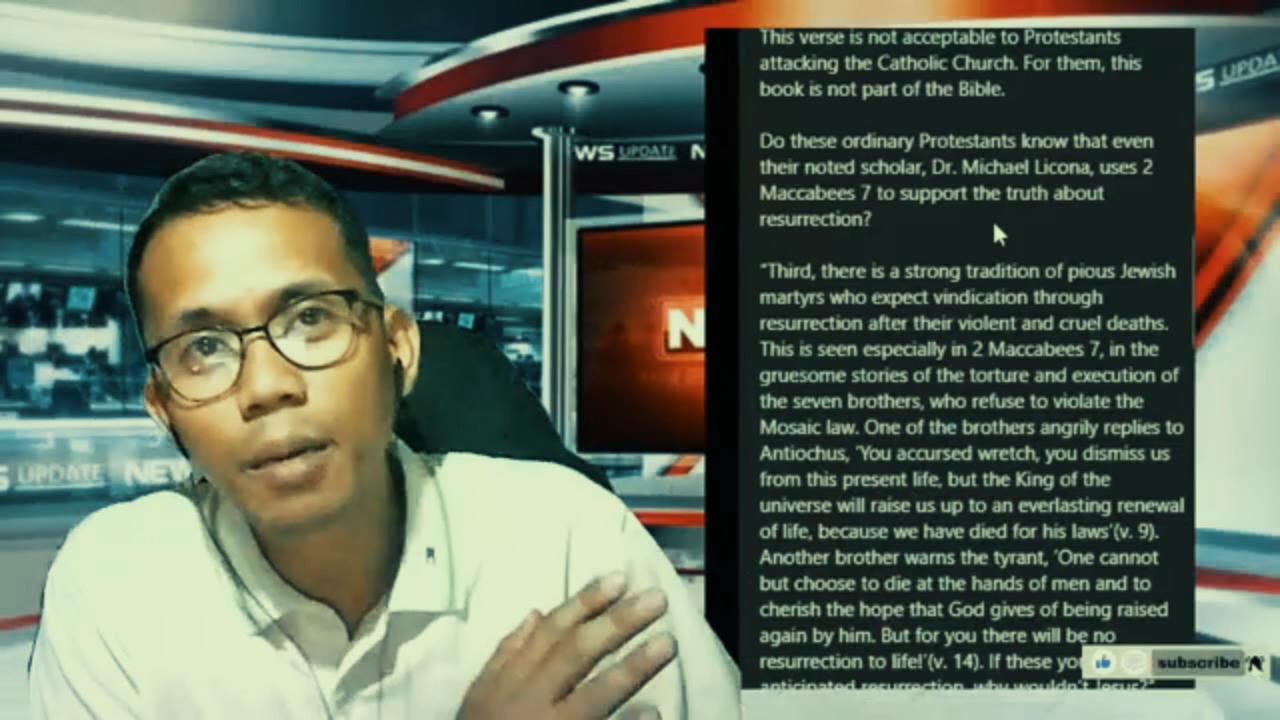 This verse is not acceptable to Protestants
attacking the Catholic Church. For them, this
book is not part of the Bible.
Do these ordinary Protestants know that even
their noted scholar, Dr. Michael Licona, uses 2
Maccabees 7 to support the truth about
resurrection?
"Third, there is a strong tradition of pious Jewish
martyrs who expect vindication through
resurrection after their violent and cruel deaths.
This is seen especially in 2 Maccabees 7, in the
gruesome stories of the torture and execution of
the seven brothers, who refuse to violate the
Mosaic law. One of the brothers angrily replies to
Antiochus, 'You accursed wretch, you dismiss us
from this present life, but the King of the
universe will raise us up to an everlasting renewal
of life, because we have died for his laws'(v. 9).
Another brother warns the tyrant, 'One cannot
but choose to die at the hands of men and to
cherish the hope that God gives of being raised
again by him. But for you there will be no
resurrection to life!'(v. 14). If these
anticipated resurrection, why wouldn't Jesus?"
WS UPDATE N
S UPDA
N
S UPDATE NEW
subscribe